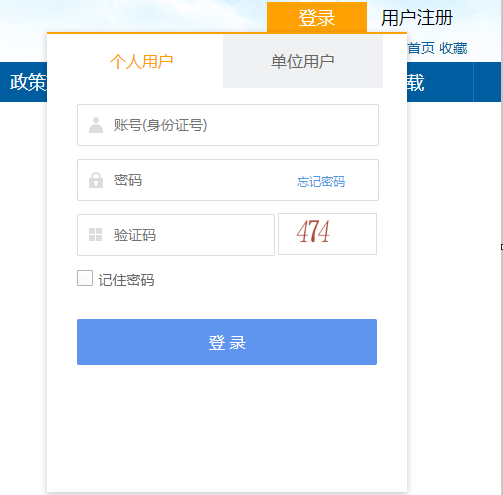 登录 用户注册
首页 收藏
政策 载
个人用户 单位用户
账号(身份证号)
密码 忘记密码
验证码 474
记住密码
登 录